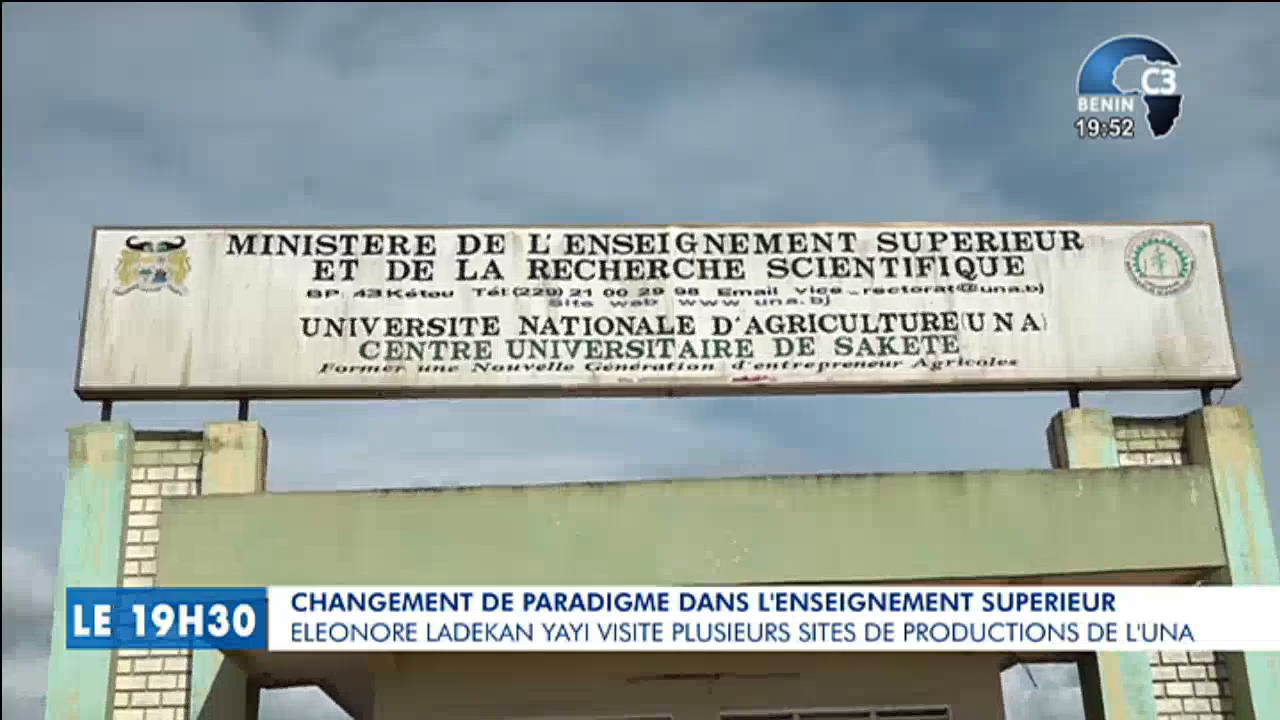 C3
BENIN
19:52
MINISTERE DE L'ENSEIGNEMENT SUPERIEUR
ET DE LA RECHERCHE SCIENTIFIQUE
BP: 43 Kétou Tél (229) 21 00 29 98 Email vice_rectorat@una.bj
Site web www.una.bj
UNIVERSITE NATIONALE D'AGRICULTURE(UNA)
CENTRE UNIVERSITAIRE DE SAKETE
Former une Nouvelle Génération d'entrepreneur Agricoles
LE 19H30
CHANGEMENT DE PARADIGME DANS L'ENSEIGNEMENT SUPERIEUR
ELEONORE LADEKAN YAYI VISITE PLUSIEURS SITES DE PRODUCTIONS DE L'UNA